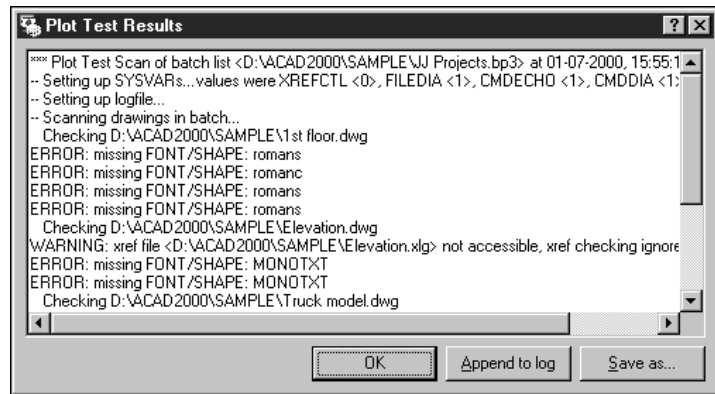 Plot Test Results
*** Plot Test Scan of batch list <D:\ACAD2000\SAMPLE\JJ Projects.bp3> at 01-07-2000, 15:55:1
-- Setting up SYSVARs...values were XREFCTL <0>, FILEDIA <1>, CMDECHO <1>, CMDDIA <1>
-- Setting up logfile...
-- Scanning drawings in batch...
Checking D:\ACAD2000\SAMPLE\1st floor.dwg
ERROR: missing FONT/SHAPE: romans
ERROR: missing FONT/SHAPE: romanc
ERROR: missing FONT/SHAPE: romans
ERROR: missing FONT/SHAPE: romans
Checking D:\ACAD2000\SAMPLE\Elevation.dwg
WARNING: xref file <D:\ACAD2000\SAMPLE\Elevation.xlg> not accessible, xref checking ignore
ERROR: missing FONT/SHAPE: MONOTXT
ERROR: missing FONT/SHAPE: MONOTXT
Checking D:\ACAD2000\SAMPLE\Truck model.dwg
OK Append to log Save as...